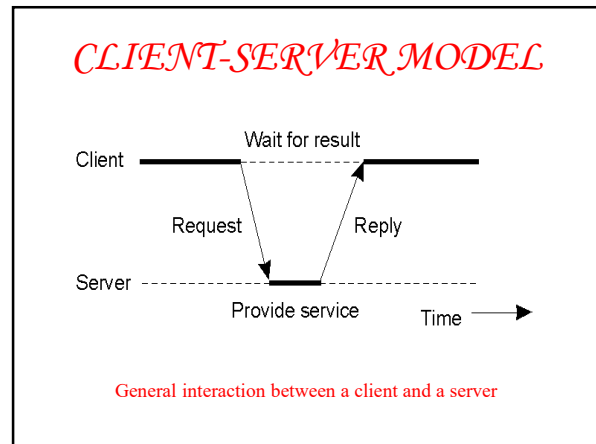 CLIENT-SERVER MODEL
Wait for result
Client
Request
Reply
Server
Provide service
Time
General interaction between a client and a server